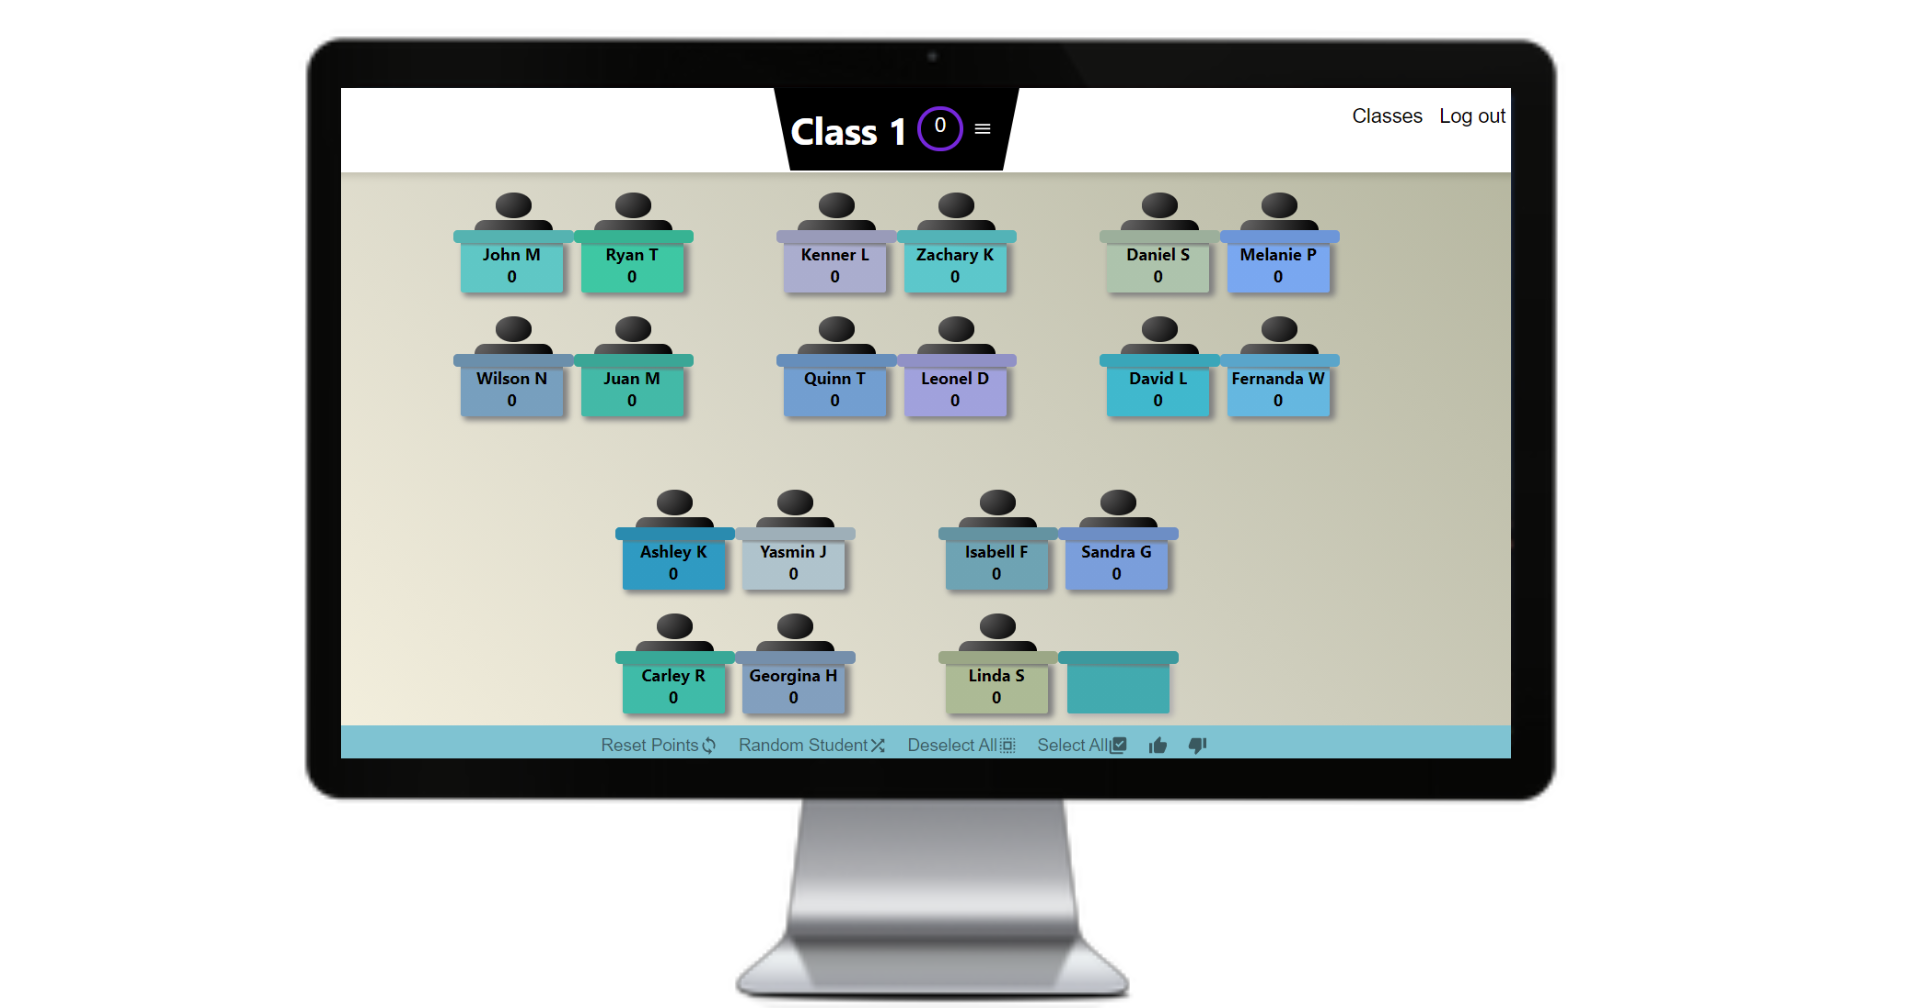 Class 1 0
Classes Log out
John M Ryan T Kenner L Zachary K Daniel S Melanie P
0 0 0 0 0 0
Wilson N Juan M Quinn T Leonel D David L Fernanda W
0 0 0 0 0 0
Ashley K Yasmin J Isabell F Sandra G
0 0 0 0
Carley R Georgina H Linda S
0 0 0
Reset Points Random Student Deselect All Select All